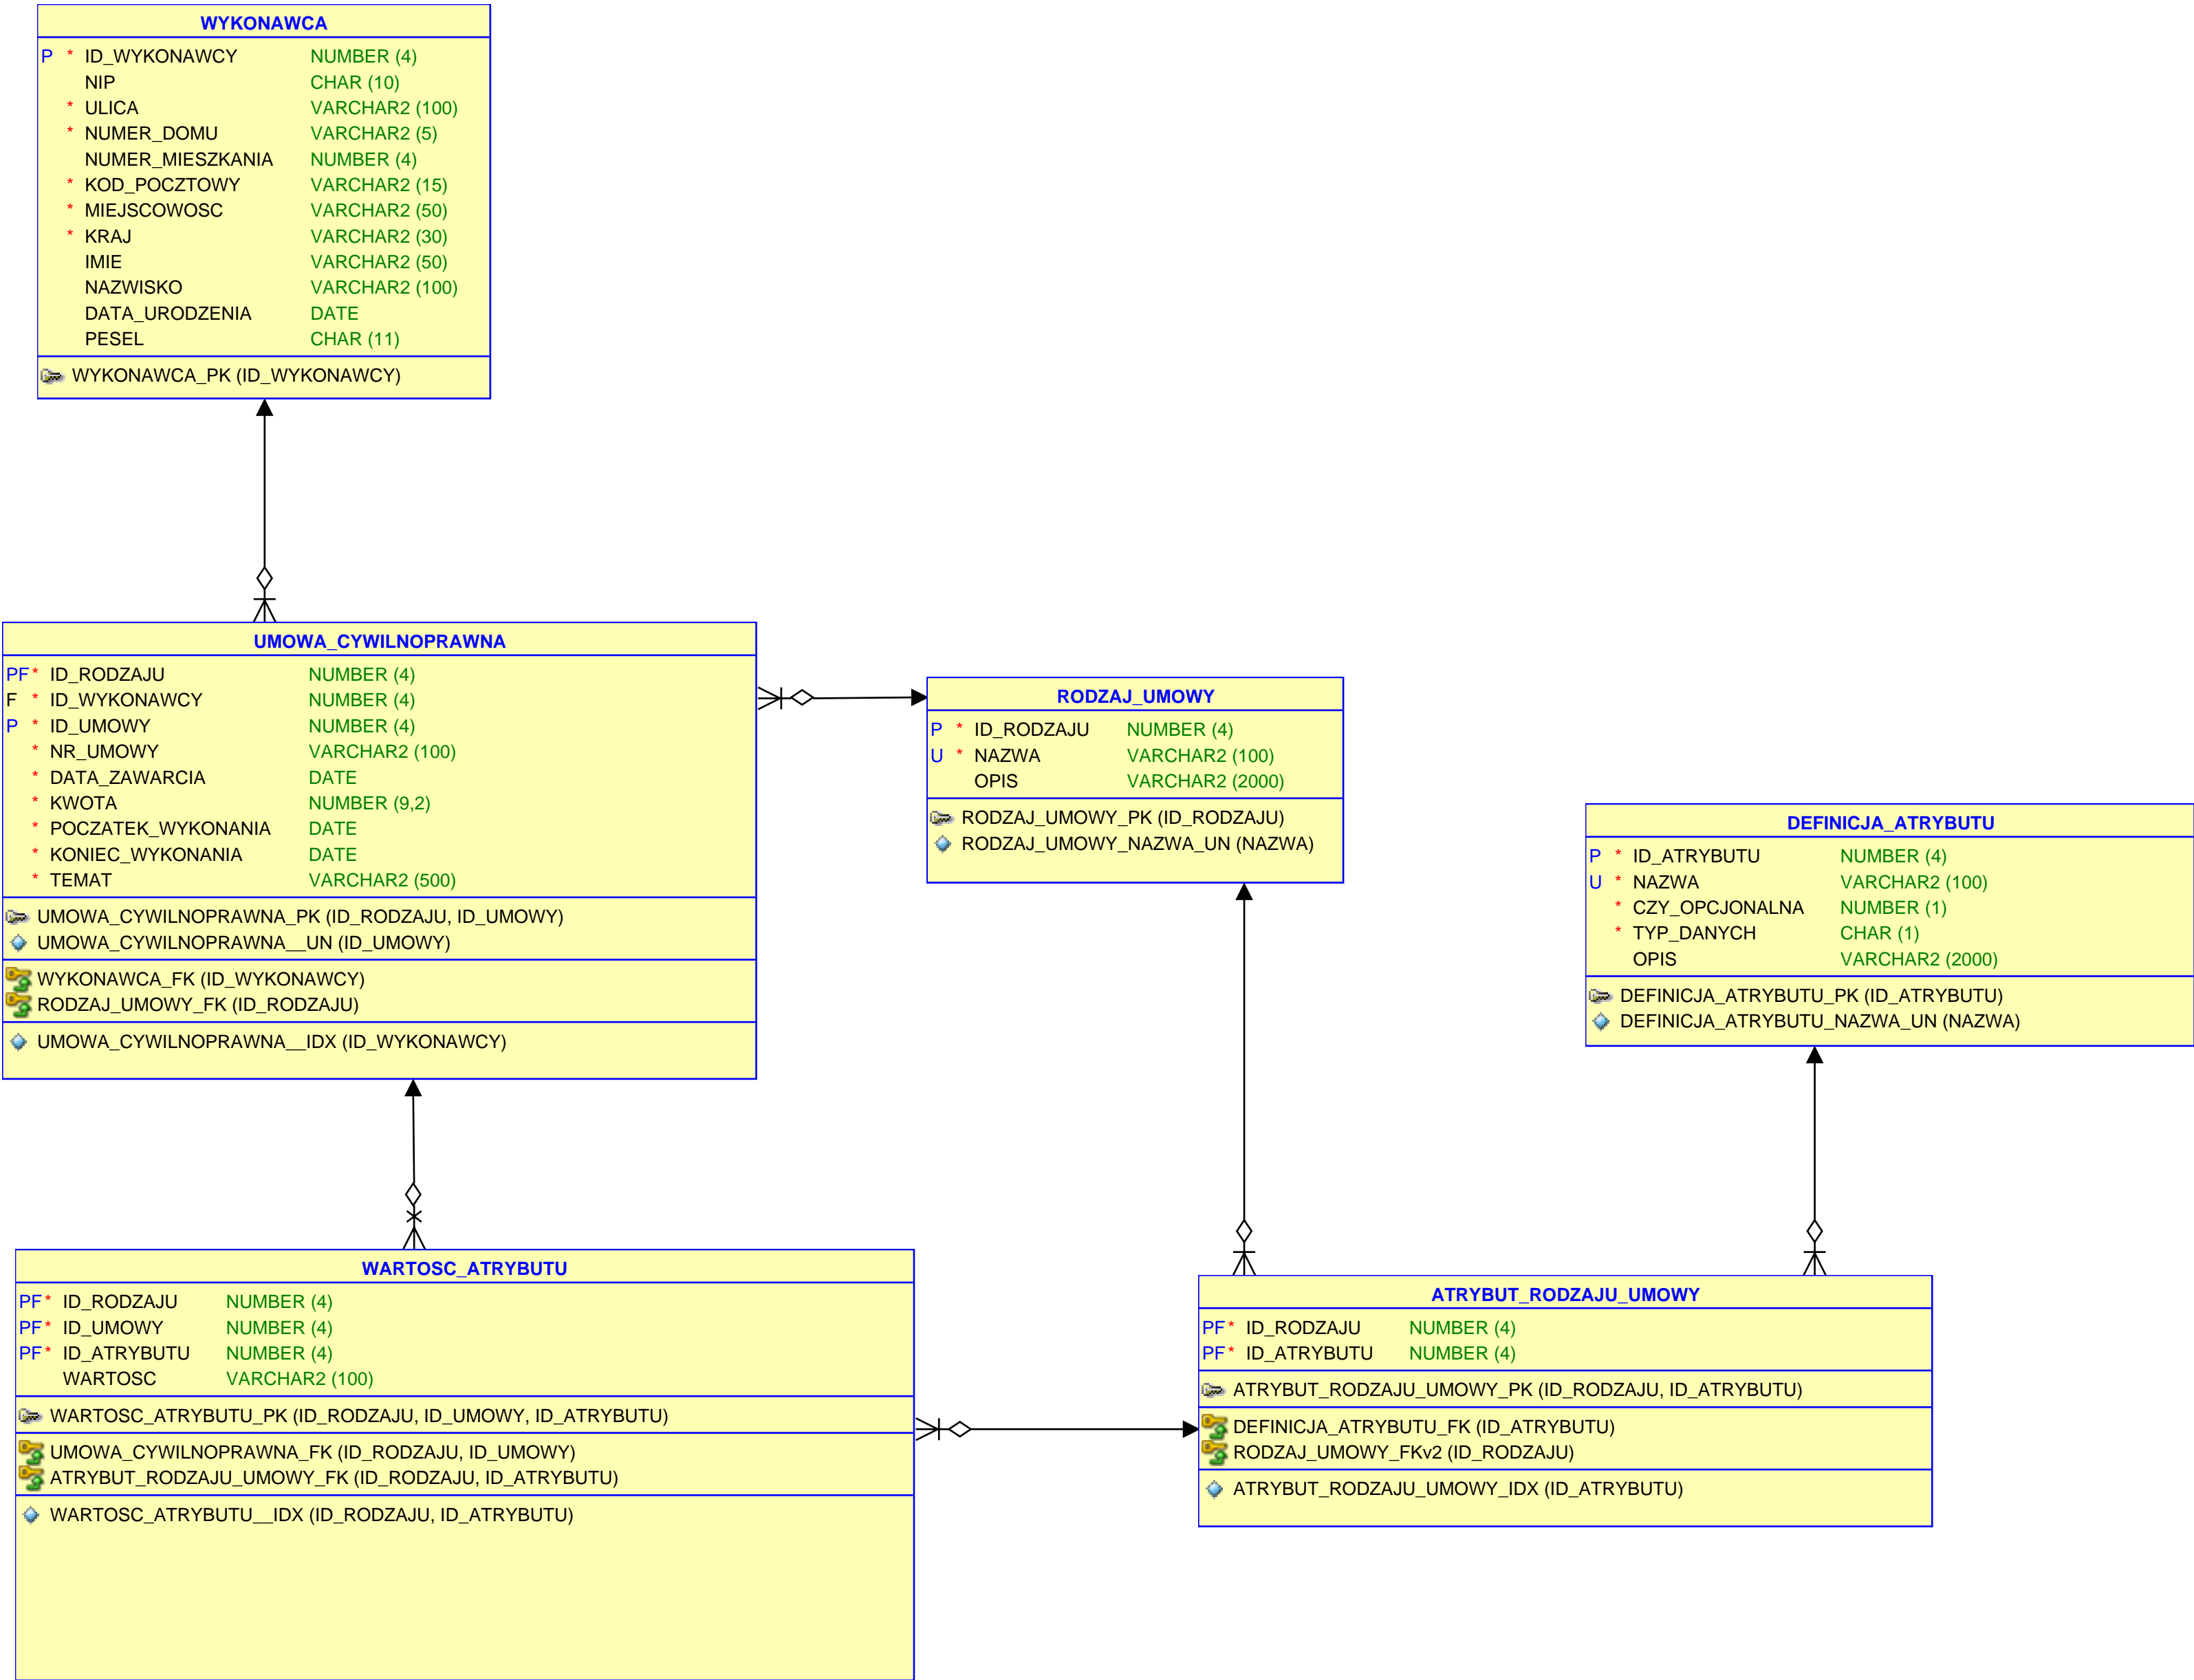 WYKONAWCA
P * ID_WYKONAWCY NUMBER (4)
NIP CHAR (10)
* ULICA VARCHAR2 (100)
* NUMER_DOMU VARCHAR2 (5)
NUMER_MIESZKANIA NUMBER (4)
* KOD_POCZTOWY VARCHAR2 (15)
* MIEJSCOWOSC VARCHAR2 (50)
* KRAJ VARCHAR2 (30)
IMIE VARCHAR2 (50)
NAZWISKO VARCHAR2 (100)
DATA_URODZENIA DATE
PESEL CHAR (11)
WYKONAWCA_PK (ID_WYKONAWCY)
UMOWA_CYWILNOPRAWNA
PF * ID_RODZAJU NUMBER (4)
F * ID_WYKONAWCY NUMBER (4)
P * ID_UMOWY NUMBER (4)
* NR_UMOWY VARCHAR2 (100)
* DATA_ZAWARCIA DATE
* KWOTA NUMBER (9,2)
* POCZATEK_WYKONANIA DATE
* KONIEC_WYKONANIA DATE
* TEMAT VARCHAR2 (500)
UMOWA_CYWILNOPRAWNA_PK (ID_RODZAJU, ID_UMOWY)
UMOWA_CYWILNOPRAWNA__UN (ID_UMOWY)
WYKONAWCA_FK (ID_WYKONAWCY)
RODZAJ_UMOWY_FK (ID_RODZAJU)
UMOWA_CYWILNOPRAWNA__IDX (ID_WYKONAWCY)
RODZAJ_UMOWY
P * ID_RODZAJU NUMBER (4)
U * NAZWA VARCHAR2 (100)
OPIS VARCHAR2 (2000)
RODZAJ_UMOWY_PK (ID_RODZAJU)
RODZAJ_UMOWY_NAZWA_UN (NAZWA)
DEFINICJA_ATRYBUTU
P * ID_ATRYBUTU NUMBER (4)
U * NAZWA VARCHAR2 (100)
* CZY_OPCJONALNA NUMBER (1)
* TYP_DANYCH CHAR (1)
OPIS VARCHAR2 (2000)
DEFINICJA_ATRYBUTU_PK (ID_ATRYBUTU)
DEFINICJA_ATRYBUTU_NAZWA_UN (NAZWA)
WARTOSC_ATRYBUTU
PF * ID_RODZAJU NUMBER (4)
PF * ID_UMOWY NUMBER (4)
PF * ID_ATRYBUTU NUMBER (4)
WARTOSC VARCHAR2 (100)
WARTOSC_ATRYBUTU_PK (ID_RODZAJU, ID_UMOWY, ID_ATRYBUTU)
UMOWA_CYWILNOPRAWNA_FK (ID_RODZAJU, ID_UMOWY)
ATRYBUT_RODZAJU_UMOWY_FK (ID_RODZAJU, ID_ATRYBUTU)
WARTOSC_ATRYBUTU__IDX (ID_RODZAJU, ID_ATRYBUTU)
ATRYBUT_RODZAJU_UMOWY
PF * ID_RODZAJU NUMBER (4)
PF * ID_ATRYBUTU NUMBER (4)
ATRYBUT_RODZAJU_UMOWY_PK (ID_RODZAJU, ID_ATRYBUTU)
DEFINICJA_ATRYBUTU_FK (ID_ATRYBUTU)
RODZAJ_UMOWY_FKv2 (ID_RODZAJU)
ATRYBUT_RODZAJU_UMOWY_IDX (ID_ATRYBUTU)